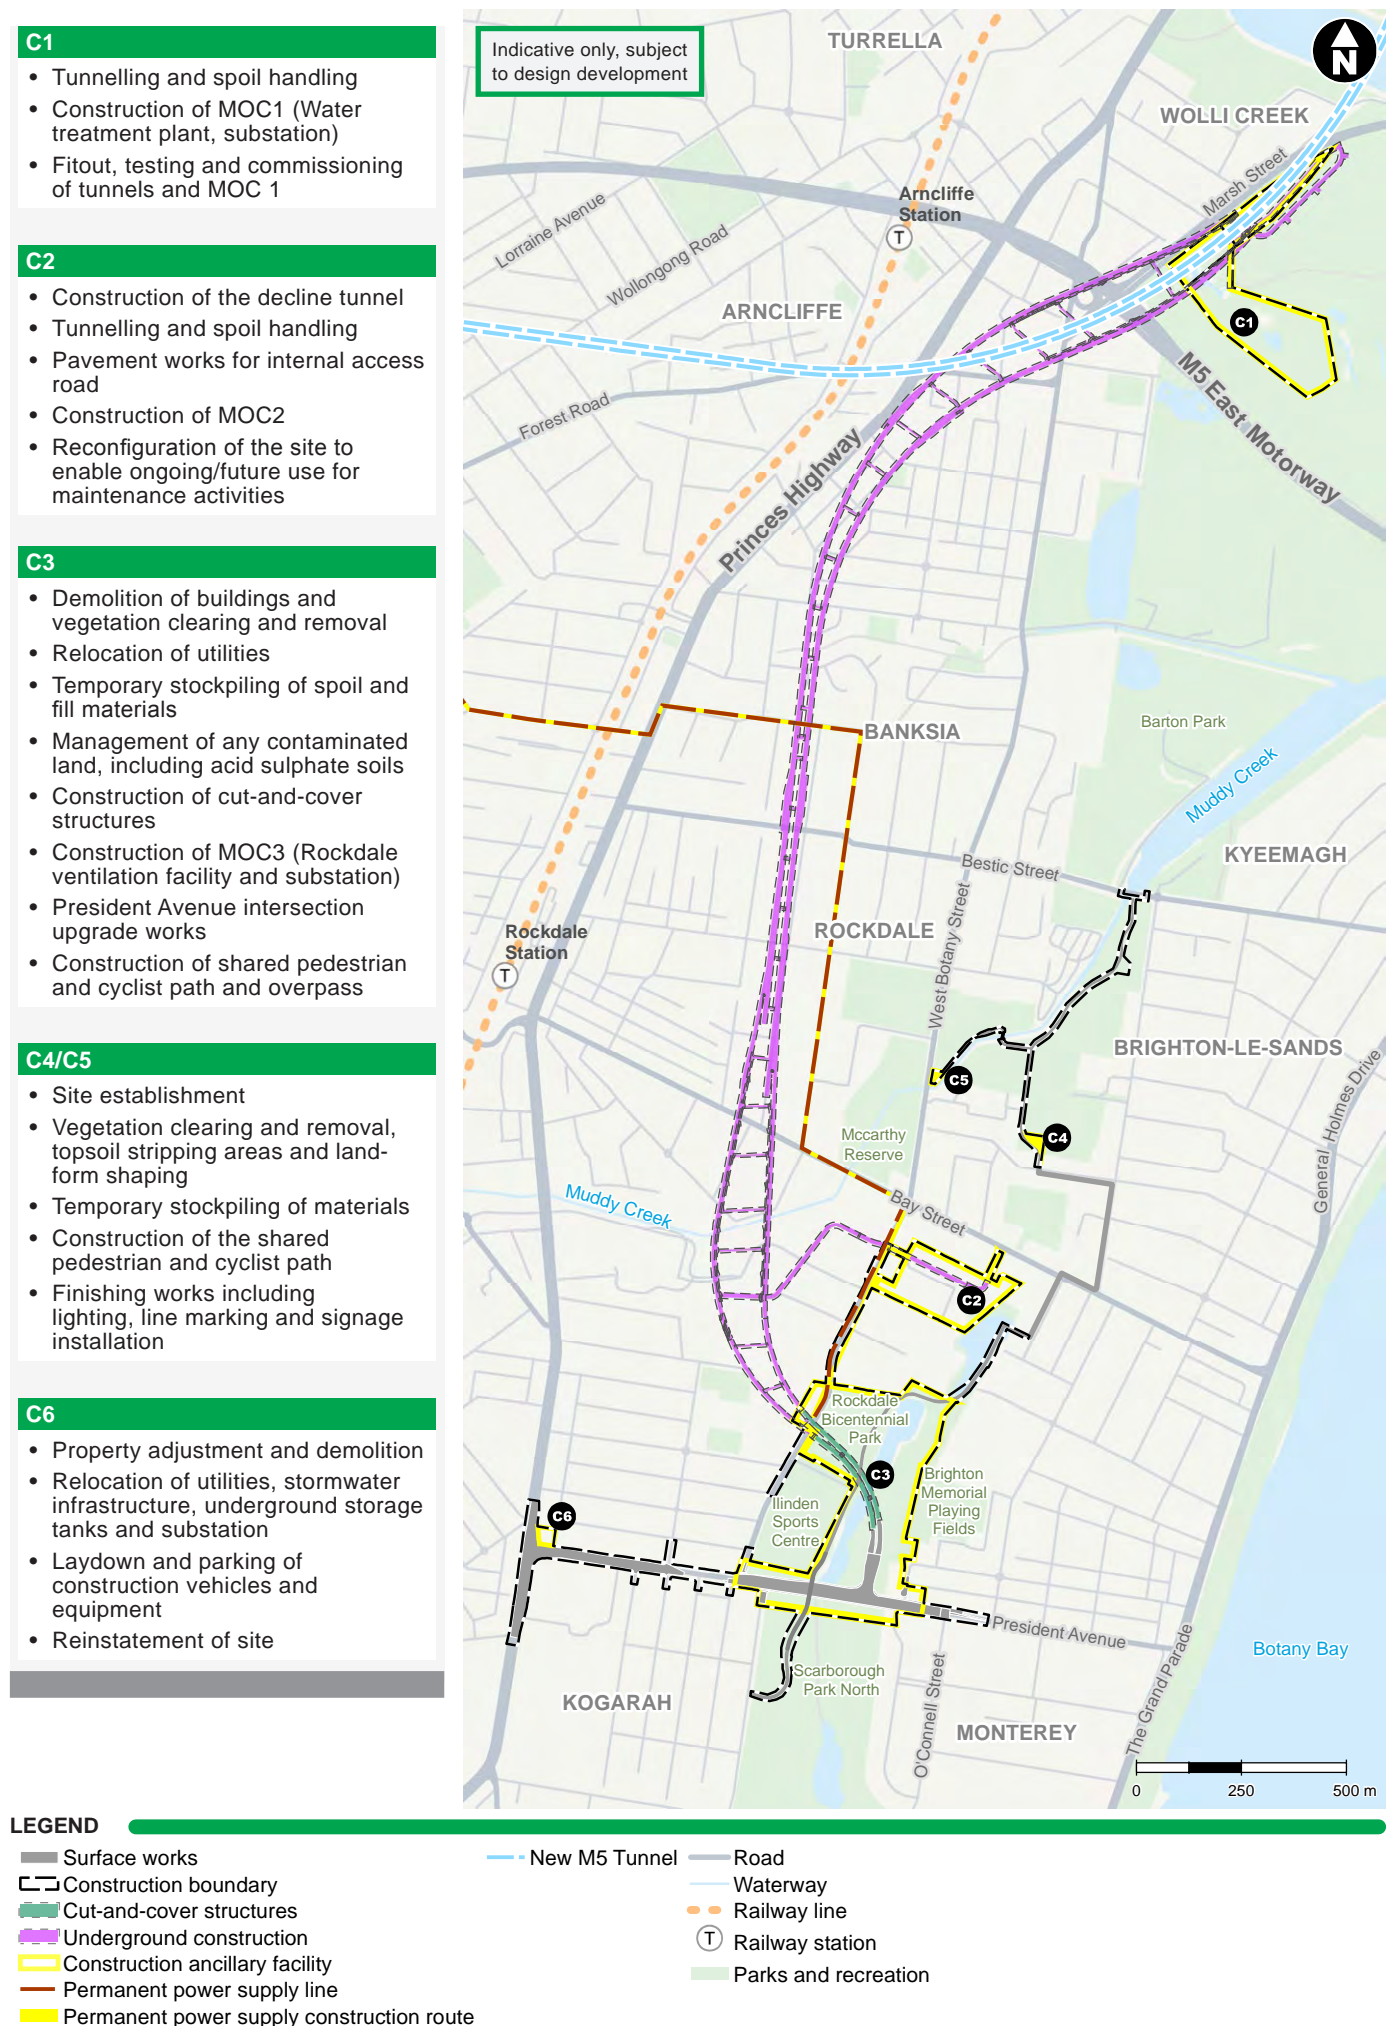 C1
• Tunnelling and spoil handling
• Construction of MOC1 (Water
treatment plant, substation)
• Fitout, testing and commissioning
of tunnels and MOC 1
C2
• Construction of the decline tunnel
• Tunnelling and spoil handling
• Pavement works for internal access
road
• Construction of MOC2
• Reconfiguration of the site to
enable ongoing/future use for
maintenance activities
C3
• Demolition of buildings and
vegetation clearing and removal
• Relocation of utilities
• Temporary stockpiling of spoil and
fill materials
• Management of any contaminated
land, including acid sulphate soils
• Construction of cut-and-cover
structures
• Construction of MOC3 (Rockdale
ventilation facility and substation)
• President Avenue intersection
upgrade works
• Construction of shared pedestrian
and cyclist path and overpass
C4/C5
• Site establishment
• Vegetation clearing and removal,
topsoil stripping areas and land-
form shaping
• Temporary stockpiling of materials
• Construction of the shared
pedestrian and cyclist path
• Finishing works including
lighting, line marking and signage
installation
C6
• Property adjustment and demolition
• Relocation of utilities, stormwater
infrastructure, underground storage
tanks and substation
• Laydown and parking of
construction vehicles and
equipment
• Reinstatement of site
Indicative only, subject
to design development
TURRELLA
N
WOLLI CREEK
Marsh Street
Arncliffe
Station
T
Lorraine Avenue
Wollongong Road
ARNCLIFFE
C1
M5 East Motorway
Forest Road
Princes Highway
BANKSIA
Barton Park
Muddy Creek
KYEEMAGH
Bestic Street
West Botany Street
ROCKDALE
Rockdale
Station
T
BRIGHTON-LE-SANDS
C5
General Holmes Drive
C4
Mccarthy
Reserve
Muddy Creek
Bay Street
C2
Rockdale
Bicentennial
Park
C3
Brighton
Memorial
Playing
Fields
Ilinden
Sports
Centre
C6
President Avenue
Scarborough
Park North
O'Connell Street
The Grand Parade
Botany Bay
KOGARAH
MONTEREY
0 250 500 m
LEGEND
Surface works
Construction boundary
Cut-and-cover structures
Underground construction
Construction ancillary facility
Permanent power supply line
Permanent power supply construction route
New M5 Tunnel
Road
Waterway
Railway line
T Railway station
Parks and recreation